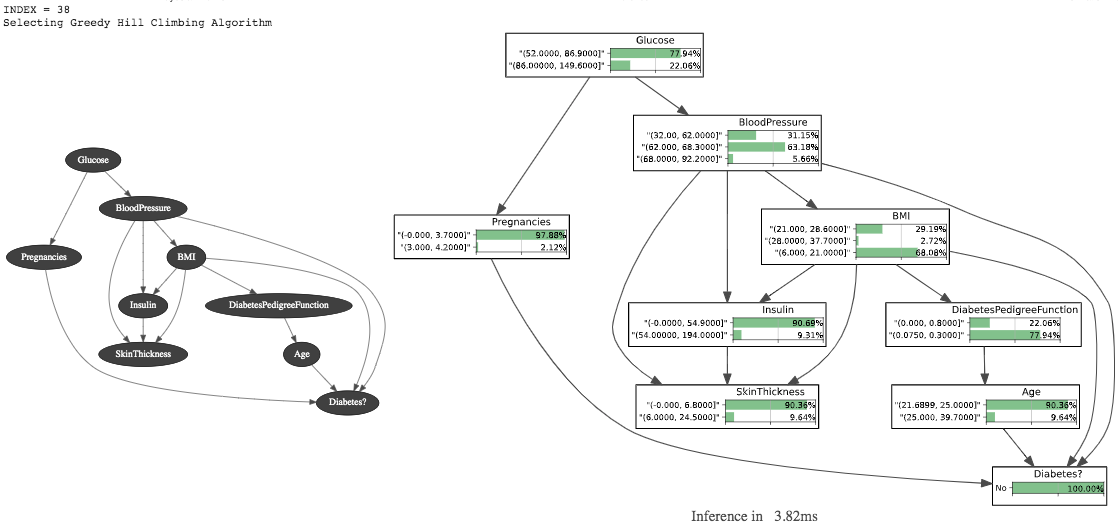 INDEX = 38
Selecting Greedy Hill Climbing Algorithm
Glucose
BloodPressure
Pregnancies
BMI
Insulin
DiabetesPedigreeFunction
SkinThickness
Age
Diabetes?
Glucose
"(52.0000, 86.9000]" 77.94%
"(86.00000, 149.6000]" 22.06%
BloodPressure
"(32.00, 62.0000]" 31.15%
"(62.000, 68.3000]" 63.18%
"(68.0000, 92.2000]" 5.66%
Pregnancies
"(-0.000, 3.7000]" 97.88%
"(3.000, 4.2000]" 2.12%
BMI
"(21.000, 28.6000]" 29.19%
"(28.0000, 37.7000]" 2.72%
"(6.000, 21.0000]" 68.08%
Insulin
"(-0.0000, 54.9000]" 90.69%
"(54.00000, 194.0000]" 9.31%
DiabetesPedigreeFunction
"(0.000, 0.8000]" 22.06%
"(0.0750, 0.3000]" 77.94%
SkinThickness
"(-0.000, 6.8000]" 90.36%
"(6.0000, 24.5000]" 9.64%
Age
"(21.6899, 25.0000]" 90.36%
"(25.000, 39.7000]" 9.64%
Diabetes?
No 100.00%
Inference in 3.82ms